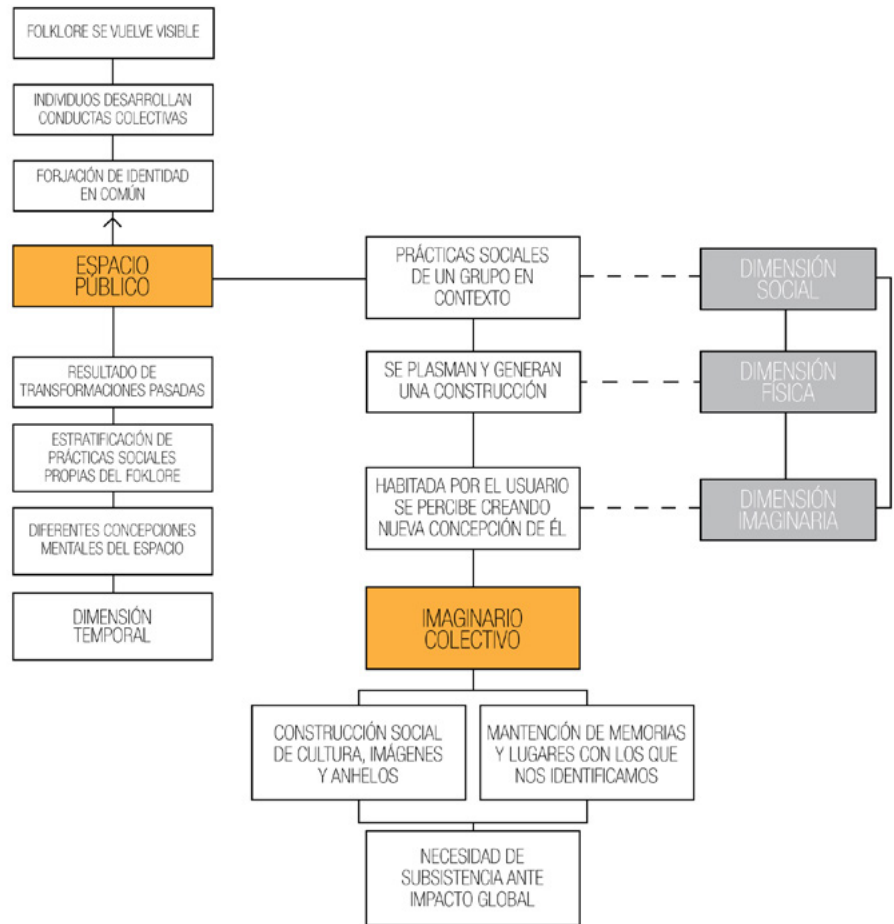 FOLKLORE SE VUELVE VISIBLE
INDIVIDUOS DESARROLLAN
CONDUCTAS COLECTIVAS
FORJACIÓN DE IDENTIDAD
EN COMÚN
ESPACIO
PÚBLICO
RESULTADO DE
TRANSFORMACIONES PASADAS
ESTRATIFICACIÓN DE
PRÁCTICAS SOCIALES
PROPIAS DEL FOKLORE
DIFERENTES CONCEPCIONES
MENTALES DEL ESPACIO
DIMENSIÓN
TEMPORAL
PRÁCTICAS SOCIALES
DE UN GRUPO EN
CONTEXTO
DIMENSIÓN
SOCIAL
SE PLASMAN Y GENERAN
UNA CONSTRUCCIÓN
DIMENSIÓN
FÍSICA
HABITADA POR EL USUARIO
SE PERCIBE CREANDO
NUEVA CONCEPCIÓN DE ÉL
DIMENSIÓN
IMAGINARIA
IMAGINARIO
COLECTIVO
CONSTRUCCIÓN SOCIAL
DE CULTURA, IMÁGENES
Y ANHELOS
MANTENCIÓN DE MEMORIAS
Y LUGARES CON LOS QUE
NOS IDENTIFICAMOS
NECESIDAD DE
SUBSISTENCIA ANTE
IMPACTO GLOBAL